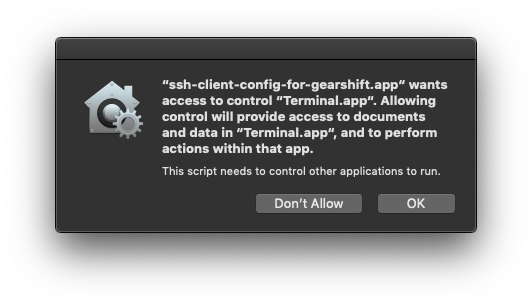 “ssh-client-config-for-gearshift.app” wants
access to control “Terminal.app”. Allowing
control will provide access to documents
and data in “Terminal.app”, and to perform
actions within that app.
This script needs to control other applications to run.
Don’t Allow
OK